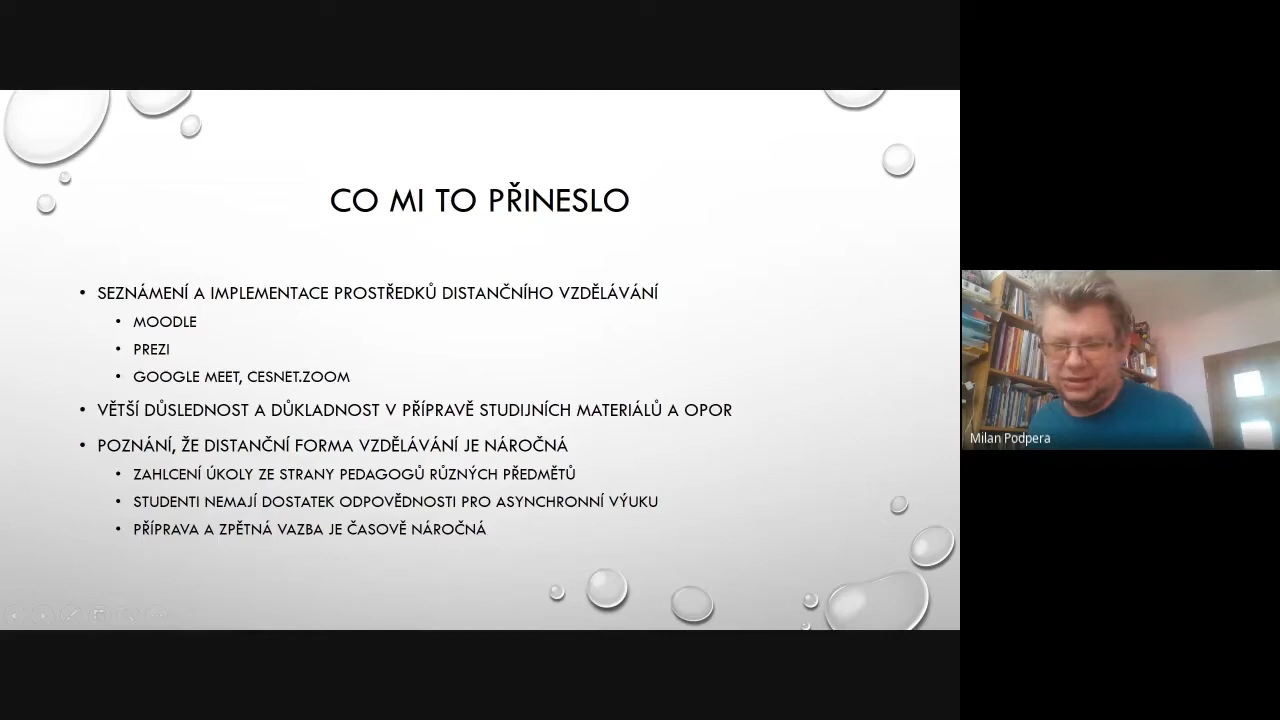 CO MI TO PŘINESLO
• SEZNÁMENÍ A IMPLEMENTACE PROSTŘEDKŮ DISTANČNÍHO VZDĚLÁVÁNÍ
• MOODLE
• PREZI
• GOOGLE MEET, CESNET.ZOOM
• VĚTŠÍ DŮSLEDNOST A DŮKLADNOST V PŘÍPRAVĚ STUDIJNÍCH MATERIÁLŮ A OPOR
• POZNÁNÍ, ŽE DISTANČNÍ FORMA VZDĚLÁVÁNÍ JE NÁROČNÁ
• ZAHLCENÍ ÚKOLY ZE STRANY PEDAGOGŮ RŮZNÝCH PŘEDMĚTŮ
• STUDENTI NEMAJÍ DOSTATEK ODPOVĚDNOSTI PRO ASYNCHRONNÍ VÝUKU
• PŘÍPRAVA A ZPĚTNÁ VAZBA JE ČASOVĚ NÁROČNÁ
Milan Podpera